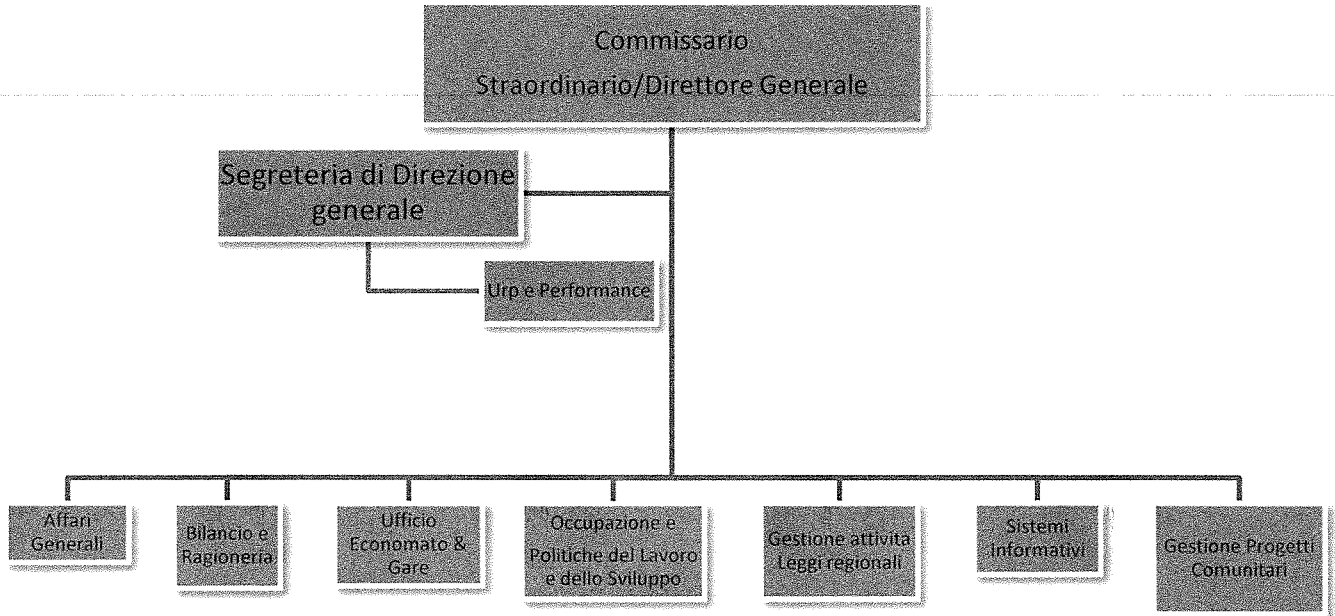 Commissario
Straordinario/Direttore Generale
Segreteria di Direzione
generale
Urp e Performance
Affari
Generali
Bilancio e
Ragioneria
Ufficio
Economato &
Gare
Occupazione e
Politiche del Lavoro
e dello Sviluppo
Gestione attivita
Leggi regionali
Sistemi
Informativi
Gestione Progetti
Comunitari